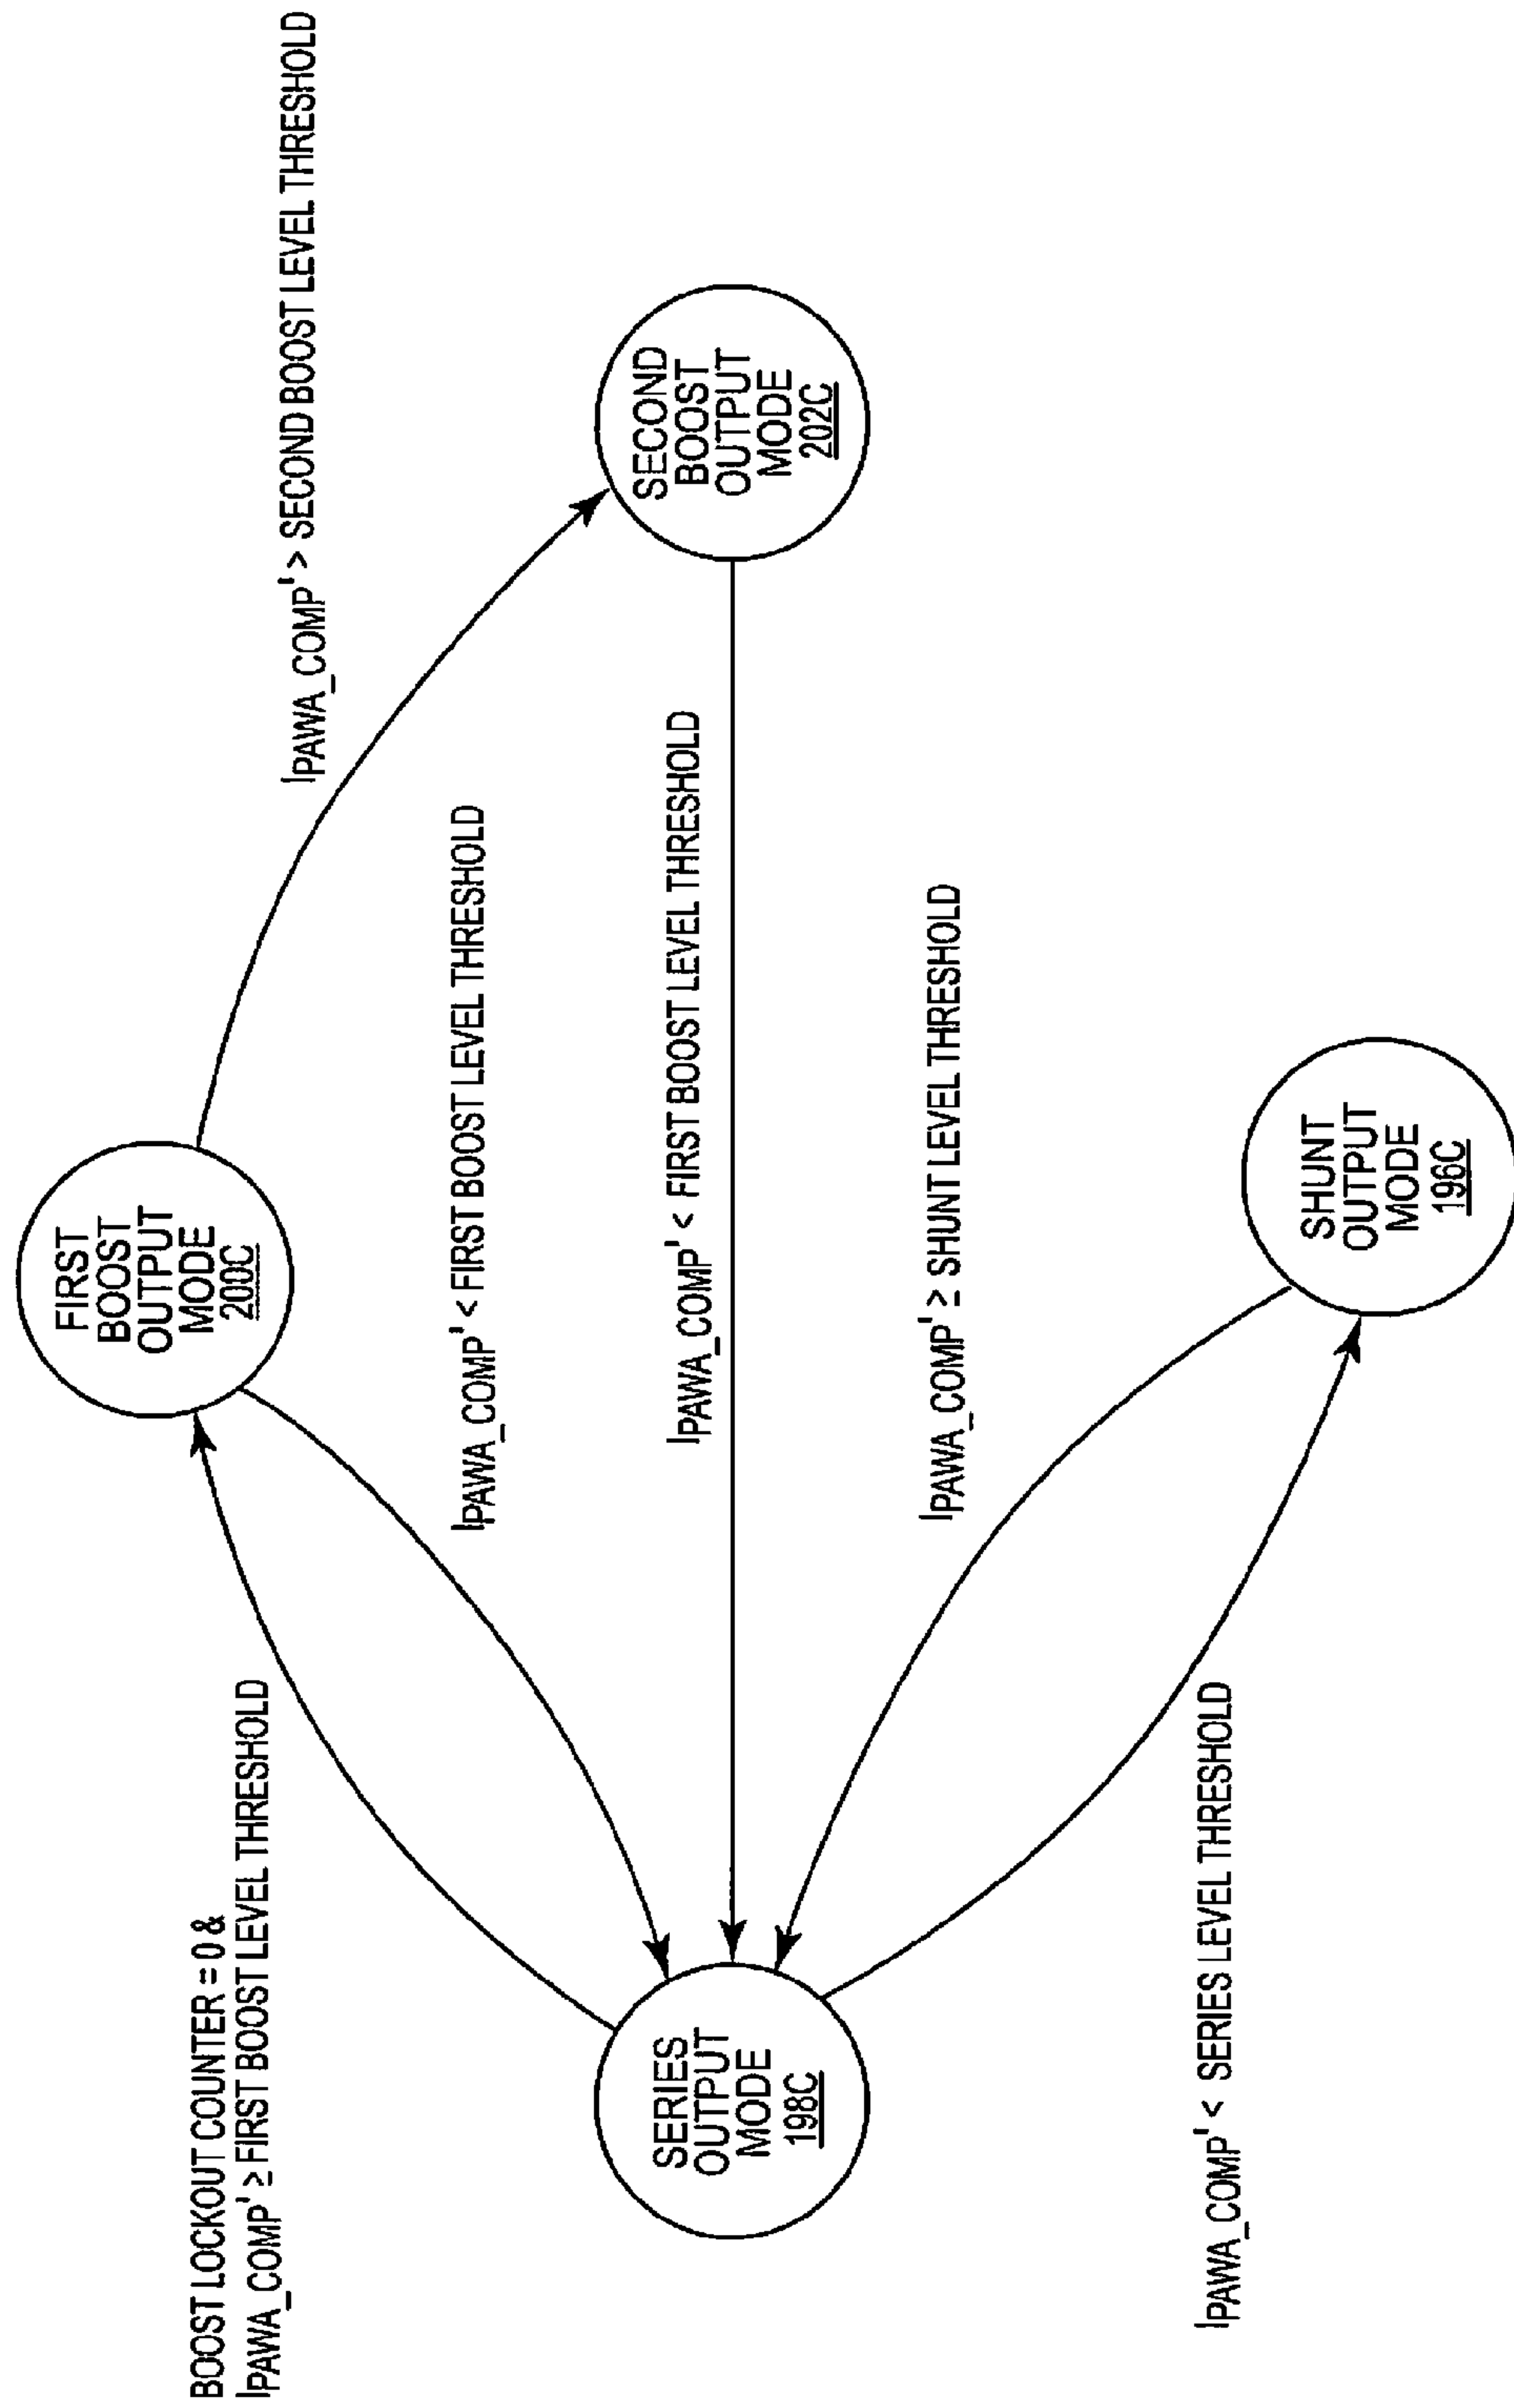 BOOST LOCKOUT COUNTER = 0 &
IPAWA_COMP' ≥ FIRST BOOST LEVEL THRESHOLD
FIRST
BOOST
OUTPUT
MODE
200C
IPAWA_COMP' > SECOND BOOST LEVEL THRESHOLD
IPAWA_COMP' < FIRST BOOST LEVEL THRESHOLD
SERIES
OUTPUT
MODE
198C
IPAWA_COMP' < FIRST BOOST LEVEL THRESHOLD
SECOND
BOOST
OUTPUT
MODE
202C
IPAWA_COMP' ≥ SHUNT LEVEL THRESHOLD
IPAWA_COMP' < SERIES LEVEL THRESHOLD
SHUNT
OUTPUT
MODE
196C